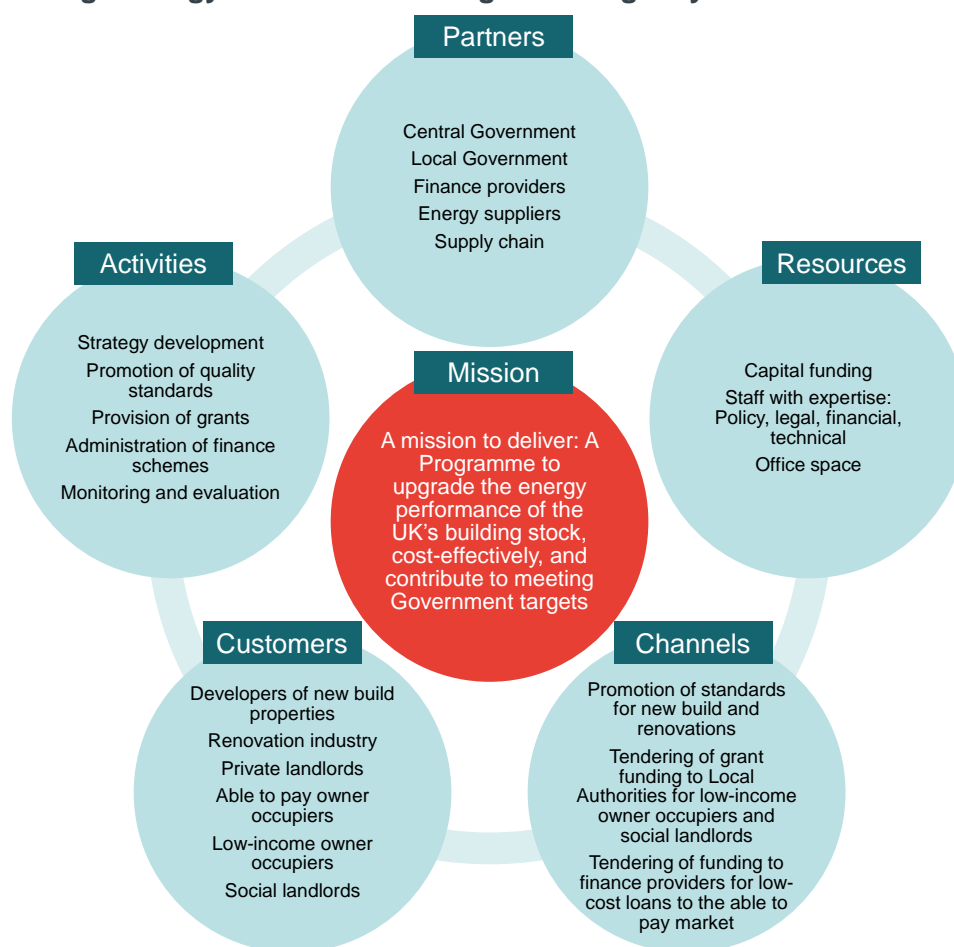 Partners
Central Government
Local Government
Finance providers
Energy suppliers
Supply chain
Activities
Strategy development
Promotion of quality
standards
Provision of grants
Administration of finance
schemes
Monitoring and evaluation
Resources
Capital funding
Staff with expertise:
Policy, legal, financial,
technical
Office space
Mission
A mission to deliver: A
Programme to
upgrade the energy
performance of the
UK's building stock,
cost-effectively, and
contribute to meeting
Government targets
Customers
Developers of new build
properties
Renovation industry
Private landlords
Able to pay owner
occupiers
Low-income owner
occupiers
Social landlords
Channels
Promotion of standards
for new build and
renovations
Tendering of grant
funding to Local
Authorities for low-income
owner occupiers and
social landlords
Tendering of funding to
finance providers for low-
cost loans to the able to
pay market